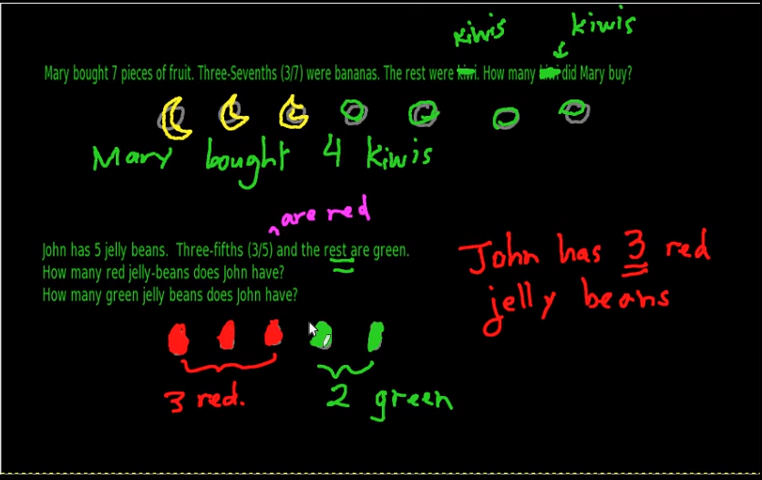 kiwis kiwis
Mary bought 7 pieces of fruit. Three-Sevenths (3/7) were bananas. The rest were kiwi. How many kiwi did Mary buy?
Mary bought 4 kiwis
are red
John has 5 jelly beans. Three-fifths (3/5) and the rest are green.
How many red jelly-beans does John have?
How many green jelly beans does John have?
John has 3 red
jelly beans
3 red. 2 green